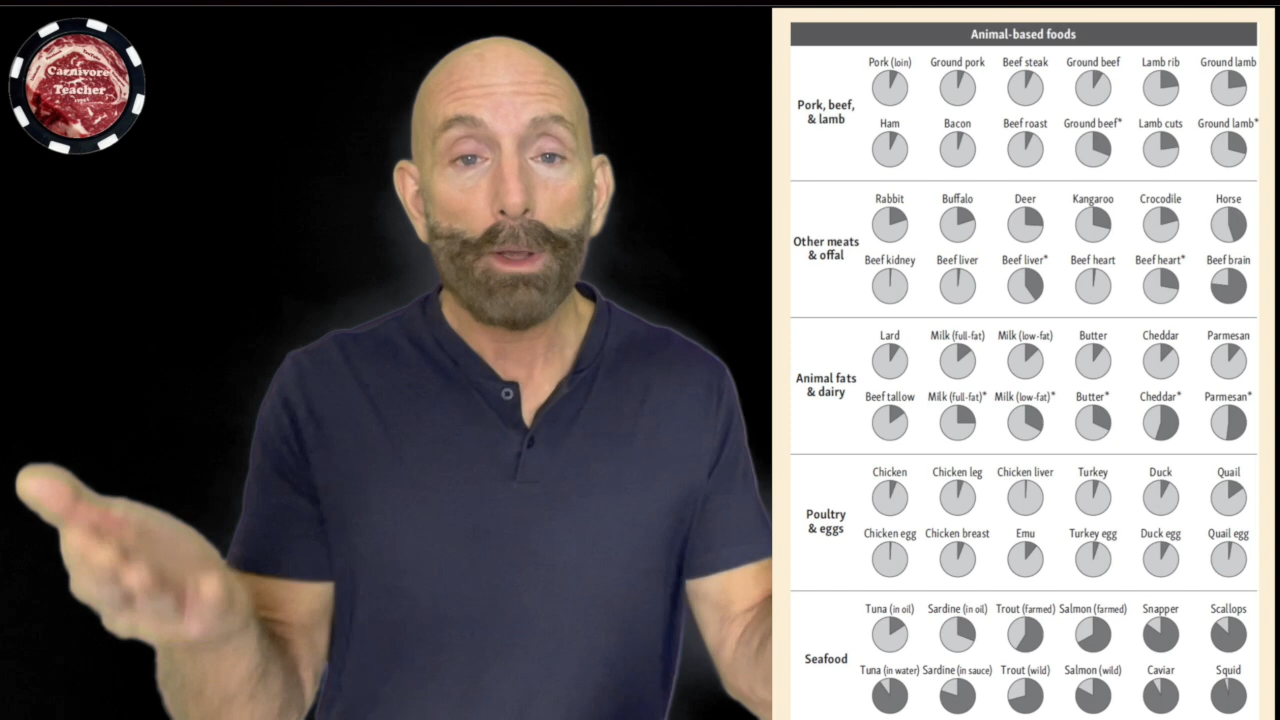 Carnivore
Teacher
Animal-based foods
Pork, beef,
& lamb
Pork (loin) Ground pork Beef steak Ground beef Lamb rib Ground lamb
Ham Bacon Beef roast Ground beef* Lamb cuts Ground lamb*
Other meats
& offal
Rabbit Buffalo Deer Kangaroo Crocodile Horse
Beef kidney Beef liver Beef liver* Beef heart Beef heart* Beef brain
Animal fats
& dairy
Lard Milk (full-fat) Milk (low-fat) Butter Cheddar Parmesan
Beef tallow Milk (full-fat)* Milk (low-fat)* Butter* Cheddar* Parmesan*
Poultry
& eggs
Chicken Chicken leg Chicken liver Turkey Duck Quail
Chicken egg Chicken breast Emu Turkey egg Duck egg Quail egg
Seafood
Tuna (in oil) Sardine (in oil) Trout (farmed) Salmon (farmed) Snapper Scallops
Tuna (in water) Sardine (in sauce) Trout (wild) Salmon (wild) Caviar Squid